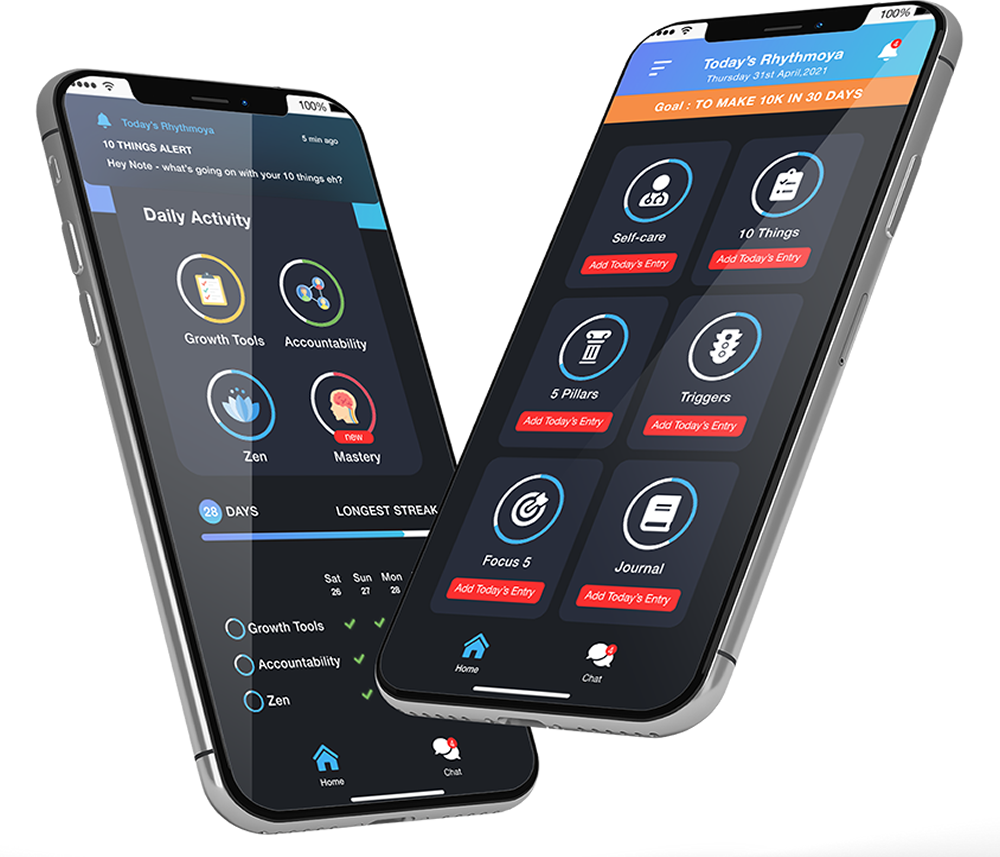 100%
Today's Rhythmoya
5 min ago
10 THINGS ALERT
Hey Note - what's going on with your 10 things eh?
Daily Activity
Growth Tools
Accountability
Zen
new
Mastery
28 DAYS
LONGEST STREAK
Sat Sun Mon
26 27 28
Growth Tools
Accountability
Zen
Home
4
Chat
100%
Today's Rhythmoya
4
Thursday 31st April,2021
Goal : TO MAKE 10K IN 30 DAYS
Self-care
Add Today's Entry
10 Things
Add Today's Entry
5 Pillars
Add Today's Entry
Triggers
Add Today's Entry
Focus 5
Add Today's Entry
Journal
Add Today's Entry
Home
4
Chat